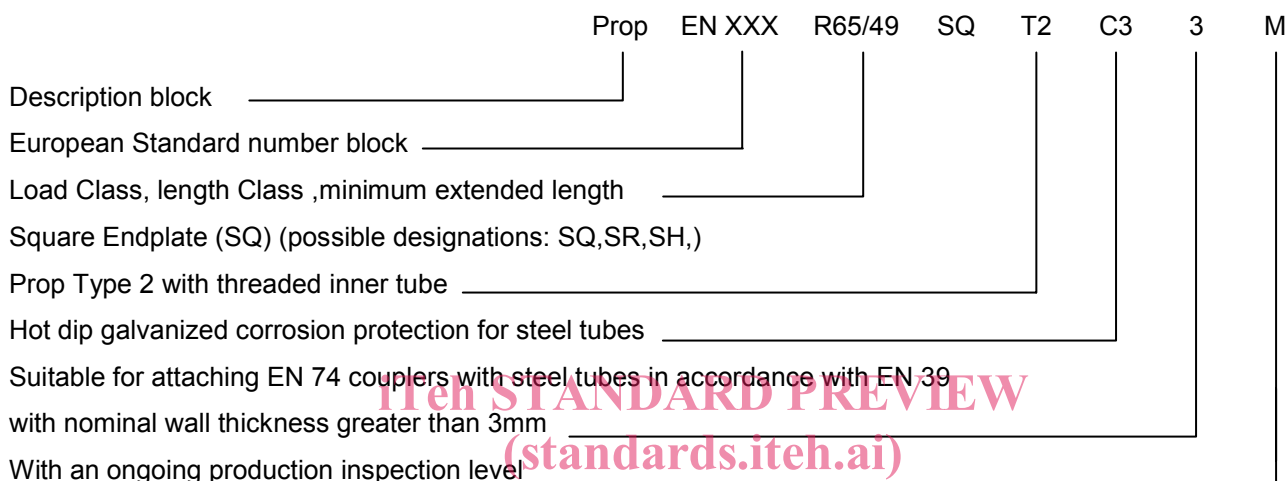 Prop EN XXX R65/49 SQ T2 C3 3 M
Description block
European Standard number block
Load Class, length Class ,minimum extended length
Square Endplate (SQ) (possible designations: SQ,SR,SH,)
Prop Type 2 with threaded inner tube
Hot dip galvanized corrosion protection for steel tubes
Suitable for attaching EN 74 couplers with steel tubes in accordance with EN 39
iTeh STANDARD PREVIEW
with nominal wall thickness greater than 3mm
(standards.iteh.ai)
With an ongoing production inspection level